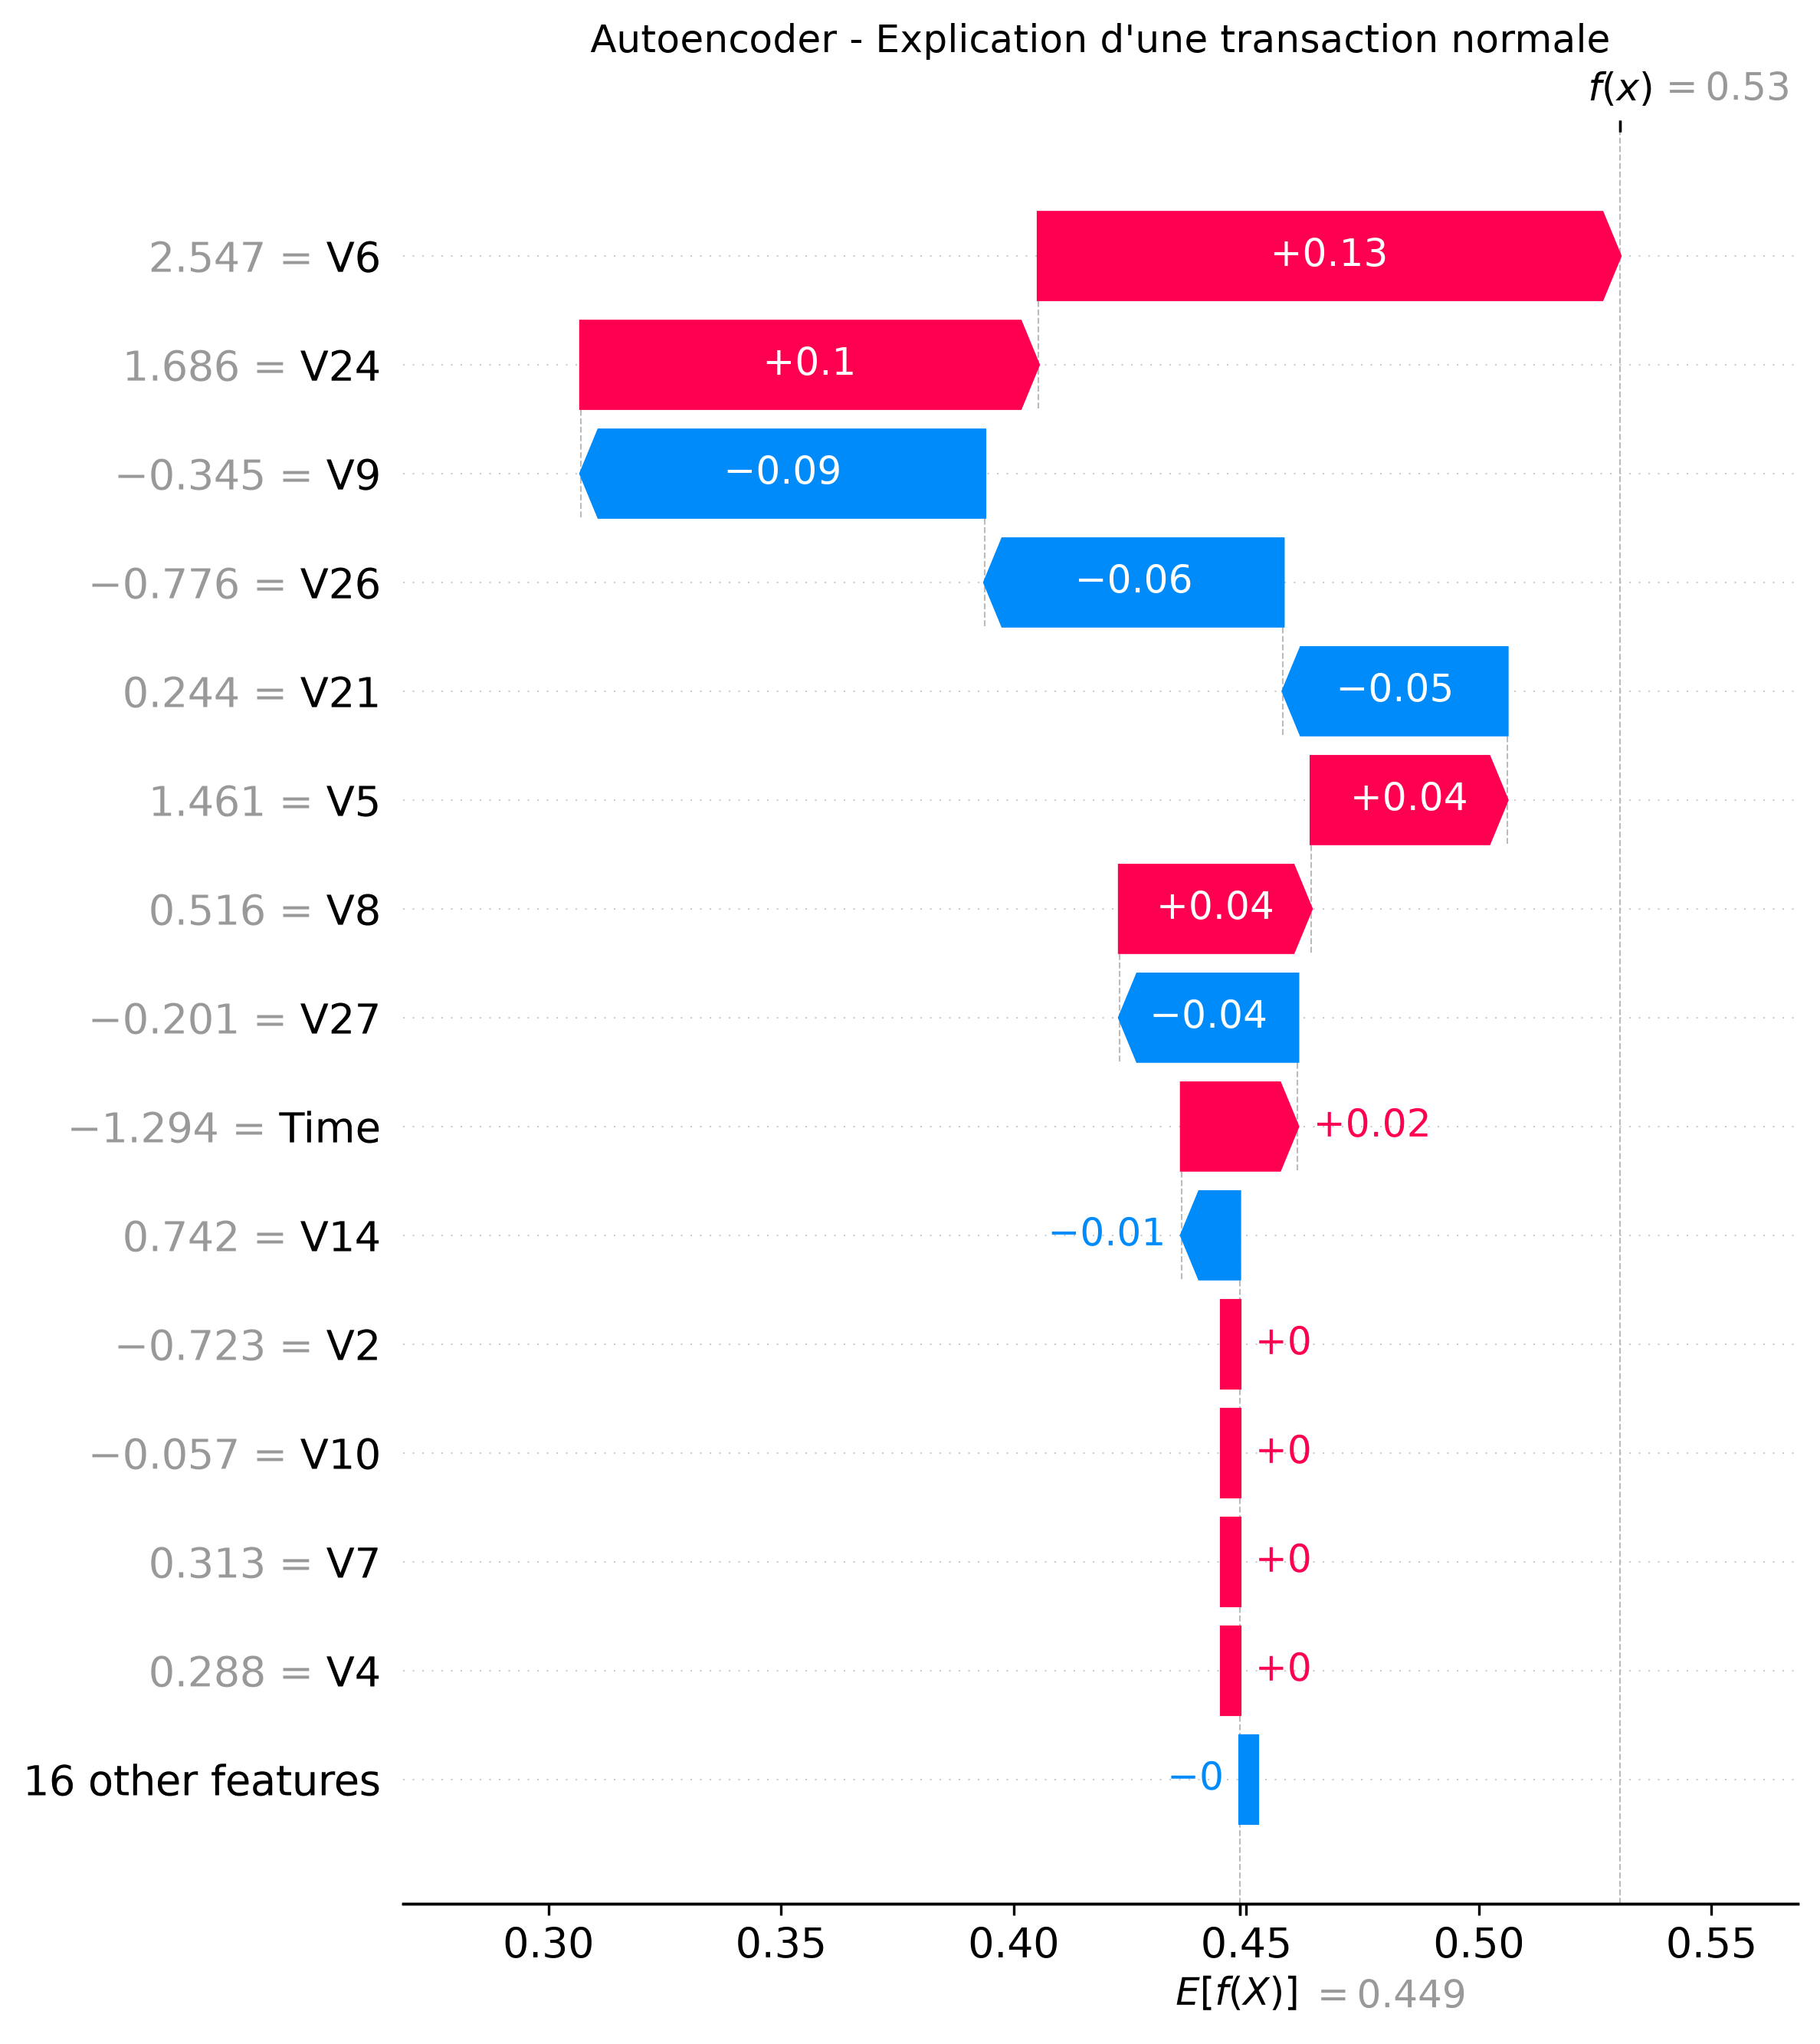 Autoencoder - Explication d'une transaction normale
f(x) = 0.53
2.547 = V6 +0.13
1.686 = V24 +0.1
−0.345 = V9 −0.09
−0.776 = V26 −0.06
0.244 = V21 −0.05
1.461 = V5 +0.04
0.516 = V8 +0.04
−0.201 = V27 −0.04
−1.294 = Time +0.02
0.742 = V14 −0.01
−0.723 = V2 +0
−0.057 = V10 +0
0.313 = V7 +0
0.288 = V4 +0
16 other features −0
0.30 0.35 0.40 0.45 0.50 0.55
E[f(X)] = 0.449